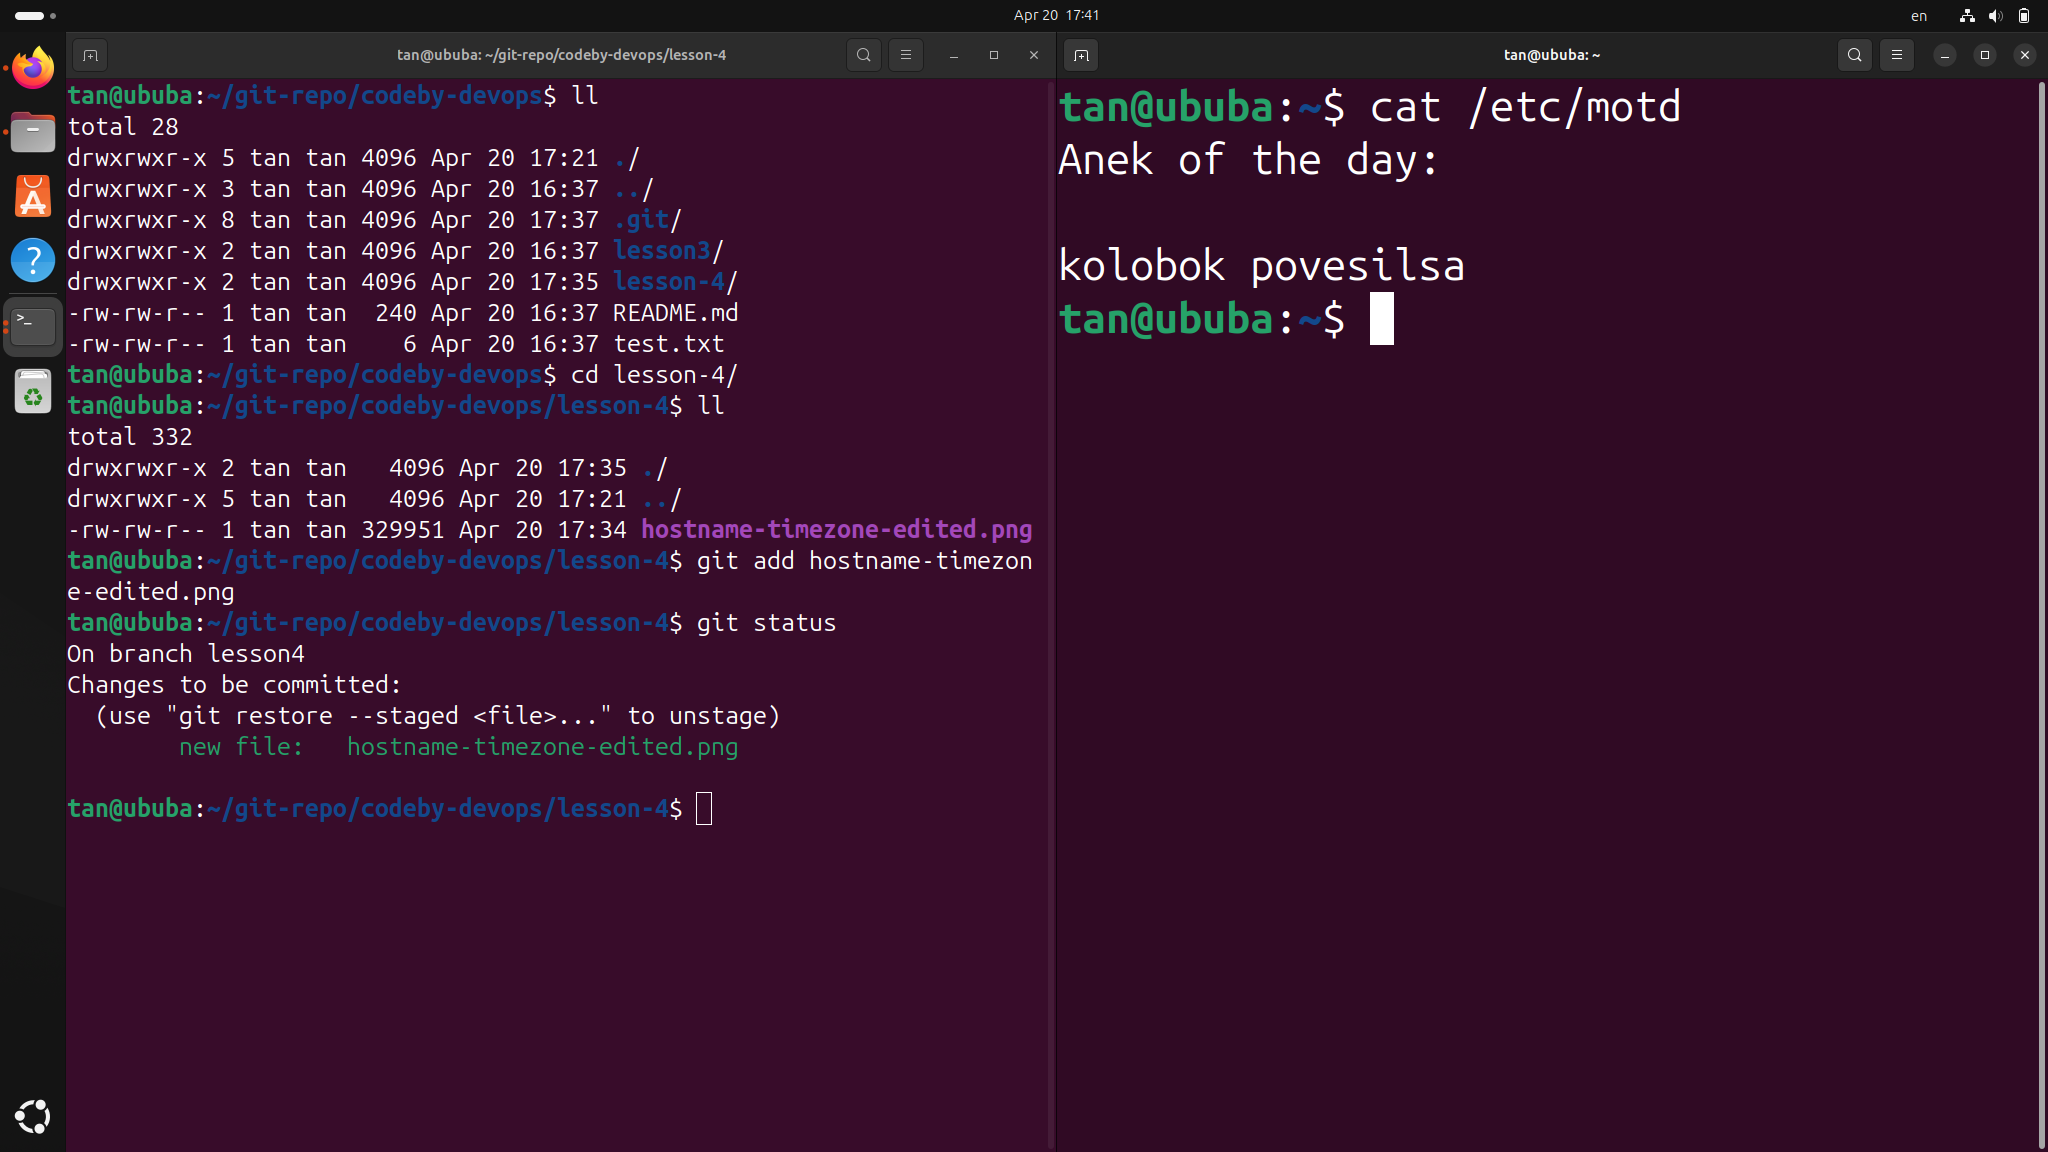 Apr 20 17:41
en
tan@ububa: ~/git-repo/codeby-devops/lesson-4
tan@ububa:~/git-repo/codeby-devops$ ll
total 28
drwxrwxr-x 5 tan tan 4096 Apr 20 17:21 ./
drwxrwxr-x 3 tan tan 4096 Apr 20 16:37 ../
drwxrwxr-x 8 tan tan 4096 Apr 20 17:37 .git/
drwxrwxr-x 2 tan tan 4096 Apr 20 16:37 lesson3/
drwxrwxr-x 2 tan tan 4096 Apr 20 17:35 lesson-4/
-rw-rw-r-- 1 tan tan  240 Apr 20 16:37 README.md
-rw-rw-r-- 1 tan tan    6 Apr 20 16:37 test.txt
tan@ububa:~/git-repo/codeby-devops$ cd lesson-4/
tan@ububa:~/git-repo/codeby-devops/lesson-4$ ll
total 332
drwxrwxr-x 2 tan tan   4096 Apr 20 17:35 ./
drwxrwxr-x 5 tan tan   4096 Apr 20 17:21 ../
-rw-rw-r-- 1 tan tan 329951 Apr 20 17:34 hostname-timezone-edited.png
tan@ububa:~/git-repo/codeby-devops/lesson-4$ git add hostname-timezon
e-edited.png
tan@ububa:~/git-repo/codeby-devops/lesson-4$ git status
On branch lesson4
Changes to be committed:
  (use "git restore --staged <file>..." to unstage)
        new file:   hostname-timezone-edited.png
tan@ububa:~/git-repo/codeby-devops/lesson-4$
tan@ububa: ~
tan@ububa:~$ cat /etc/motd
Anek of the day:
kolobok povesilsa
tan@ububa:~$